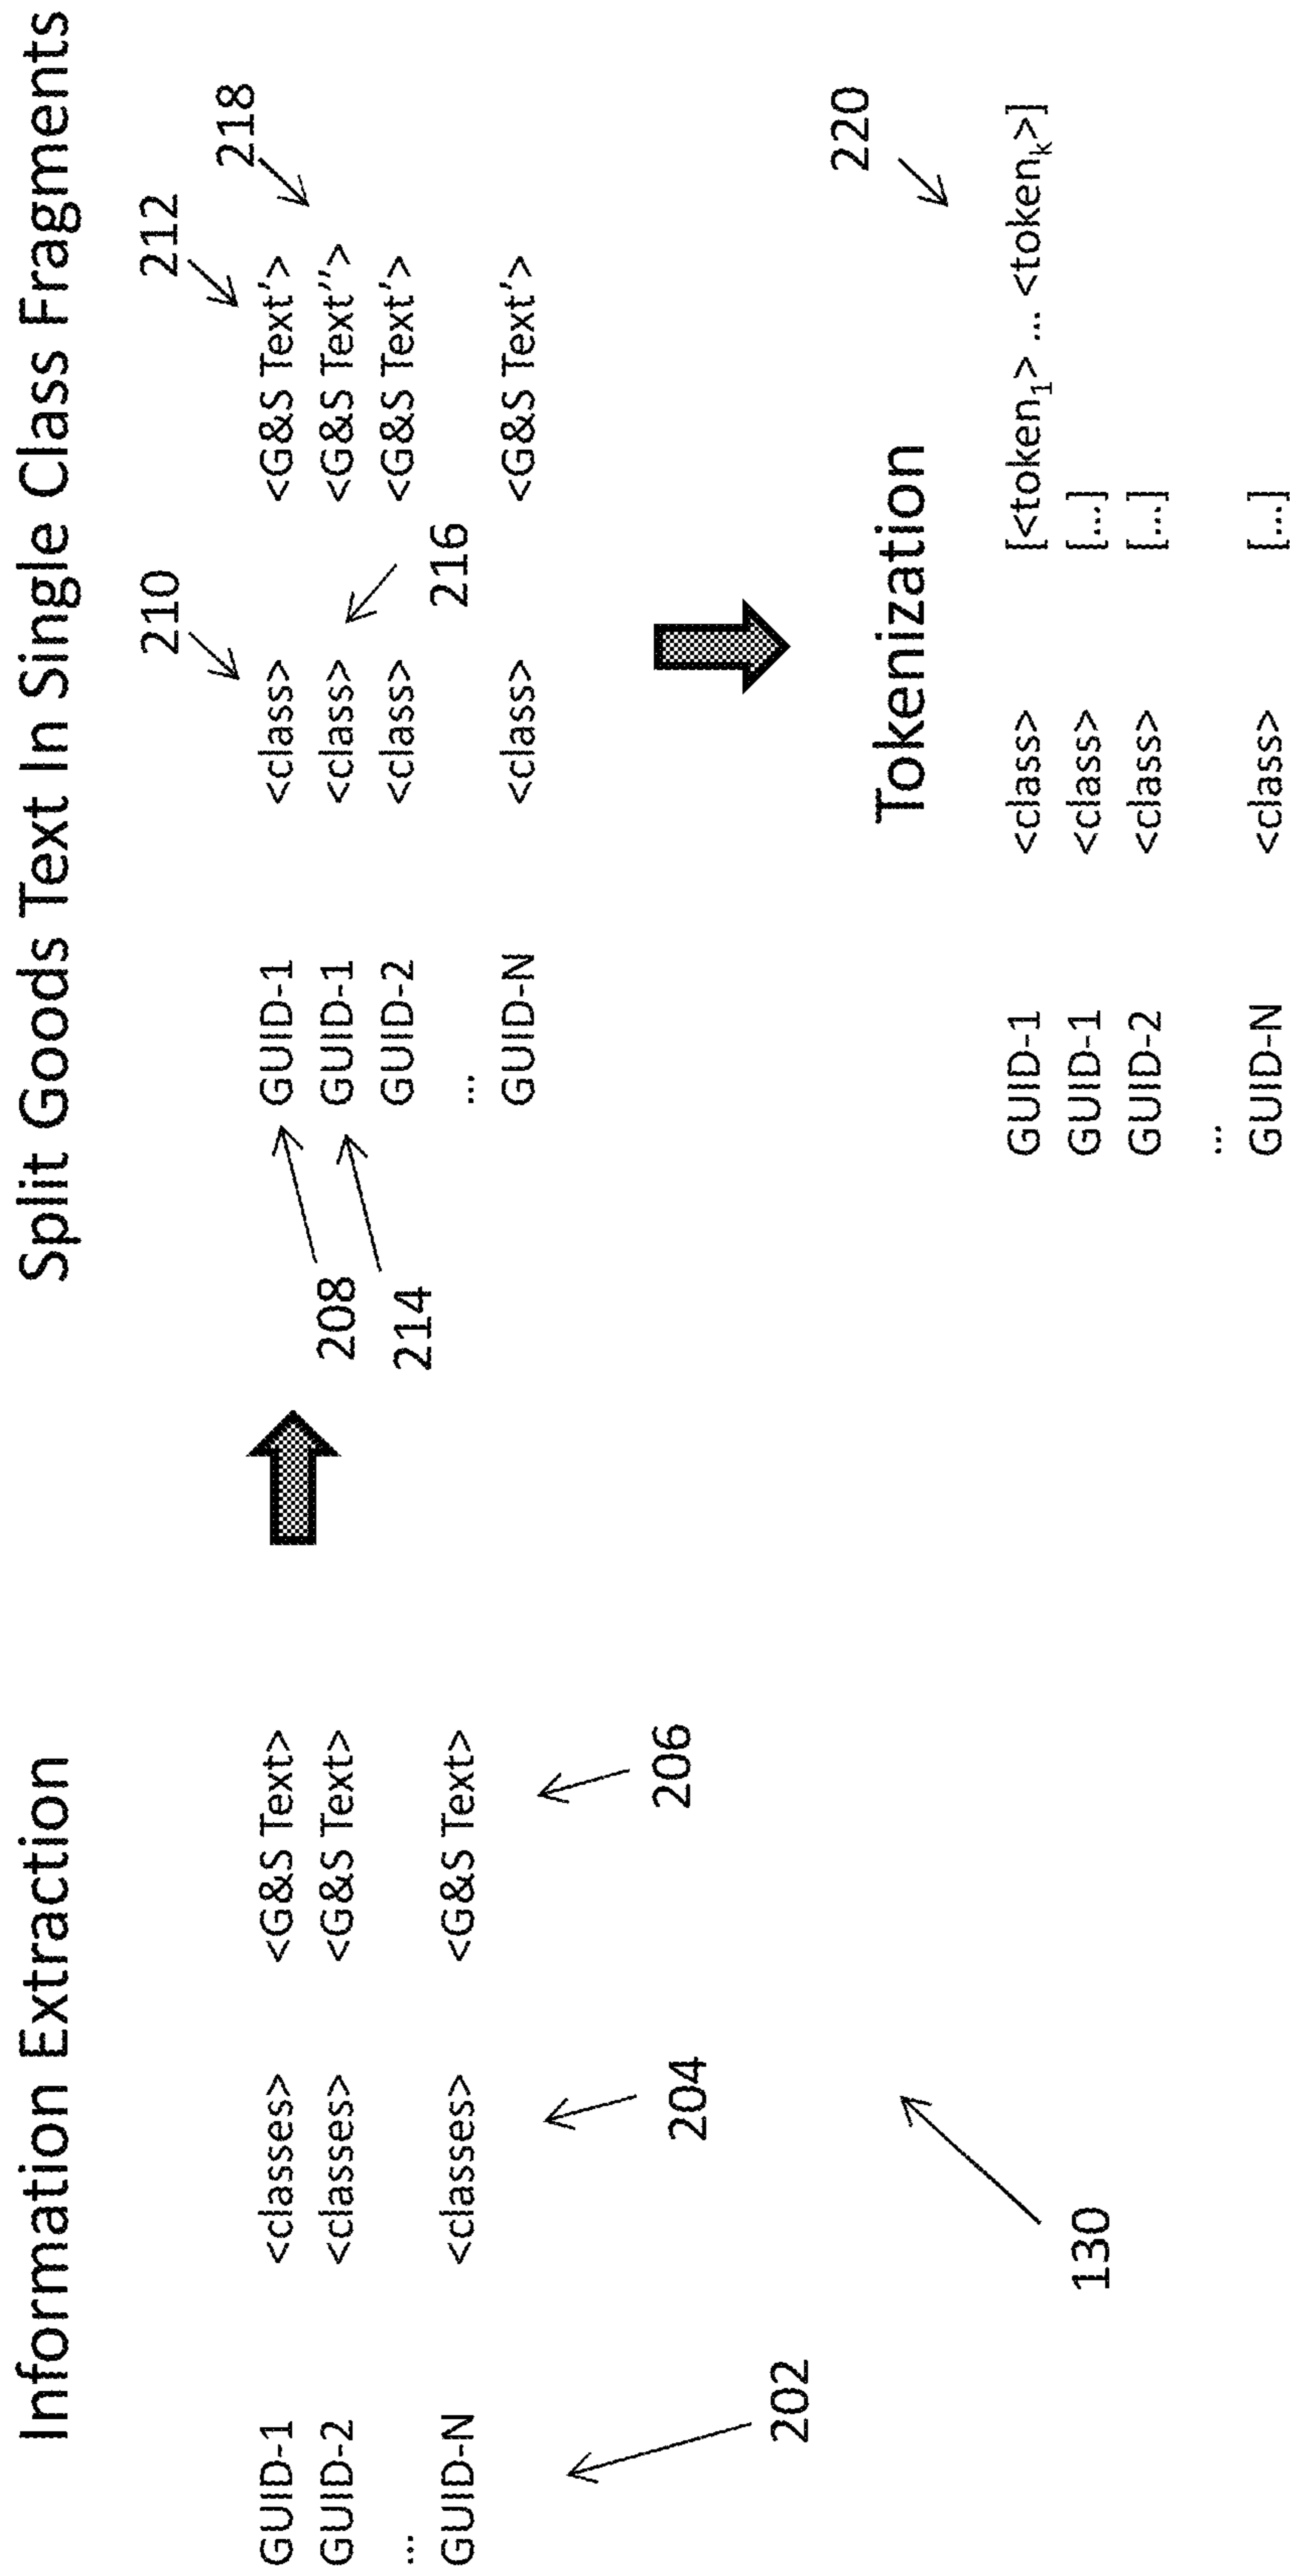 Information Extraction
GUID-1 <classes> <G&S Text>
GUID-2 <classes> <G&S Text>
...
GUID-N <classes> <G&S Text>
202
204
206
130
Split Goods Text In Single Class Fragments
210
212
218
GUID-1 <class> <G&S Text'>
GUID-1 <class> <G&S Text''>
GUID-2 <class> <G&S Text'>
...
GUID-N <class> <G&S Text'>
208
214
216
Tokenization
220
GUID-1 <class> [<token1> ... <tokenk>]
GUID-1 <class> [...]
GUID-2 <class> [...]
...
GUID-N <class> [...]